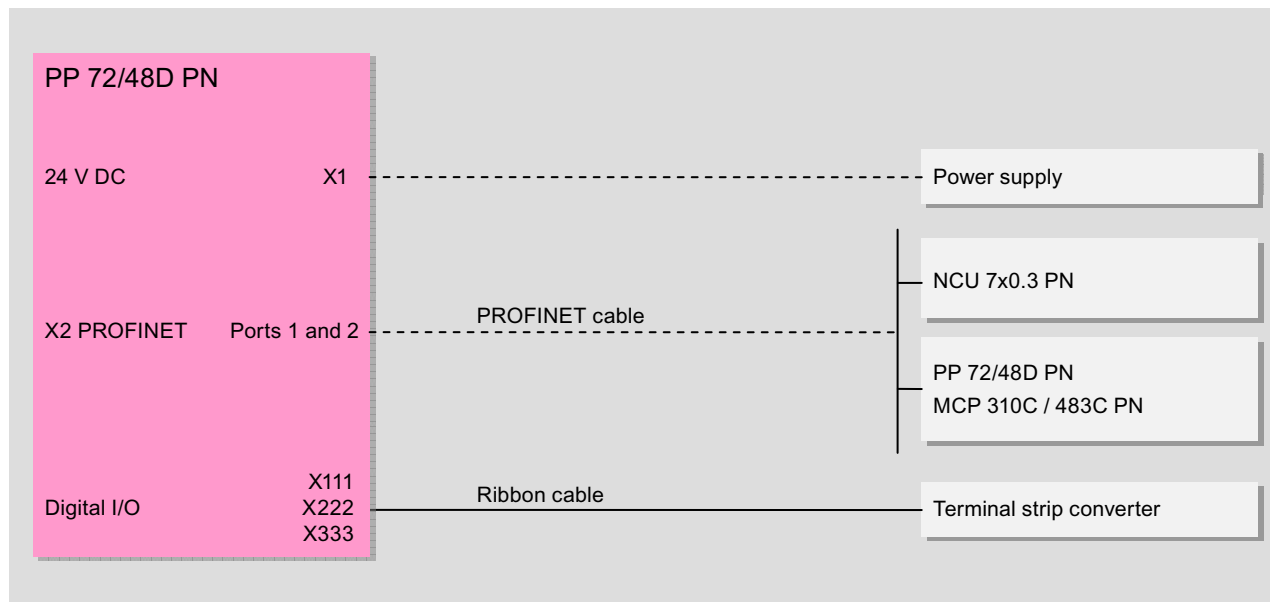 PP 72/48D PN
24 V DC
X1
Power supply
X2 PROFINET
Ports 1 and 2
PROFINET cable
NCU 7x0.3 PN
PP 72/48D PN
MCP 310C / 483C PN
Digital I/O
X111
X222
X333
Ribbon cable
Terminal strip converter